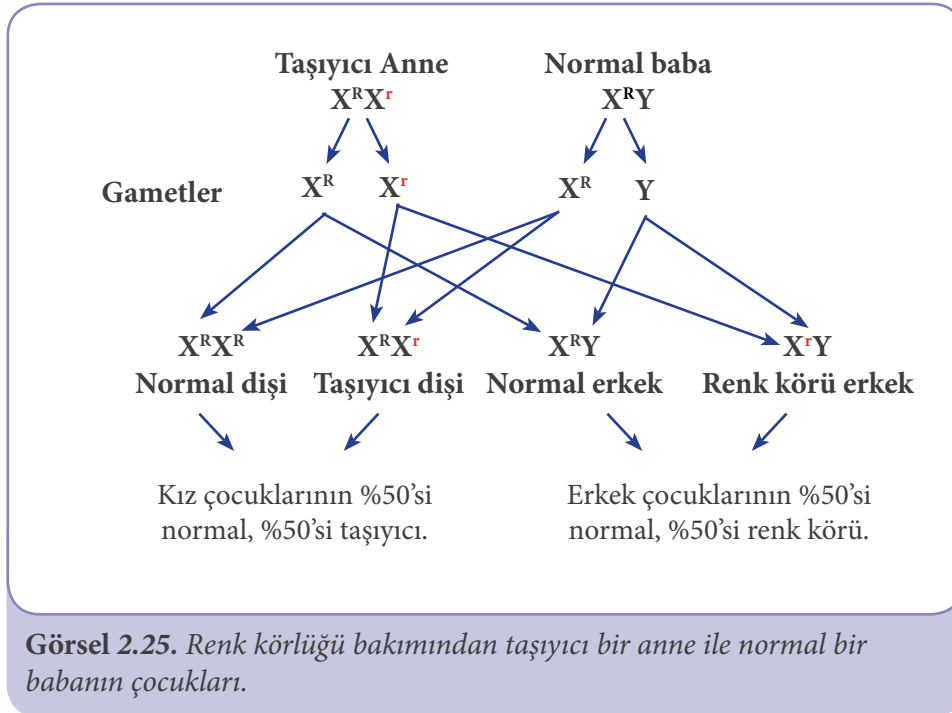 Taşıyıcı Anne Normal baba
XᴿXʳ XᴿY
Gametler Xᴿ Xʳ Xᴿ Y
XᴿXᴿ XᴿXʳ XᴿY XʳY
Normal dişi Taşıyıcı dişi Normal erkek Renk körü erkek
Kız çocuklarının %50’si Erkek çocuklarının %50’si
normal, %50’si taşıyıcı. normal, %50’si renk körü.
Görsel 2.25. Renk körlüğü bakımından taşıyıcı bir anne ile normal bir
babanın çocukları.